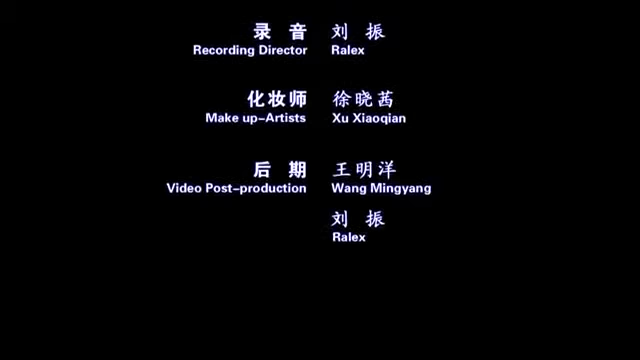 录 音 刘 振
Recording Director Ralex
化妆师 徐晓茜
Make up-Artists Xu Xiaoqian
后 期 王明洋
Video Post-production Wang Mingyang
刘 振
Ralex